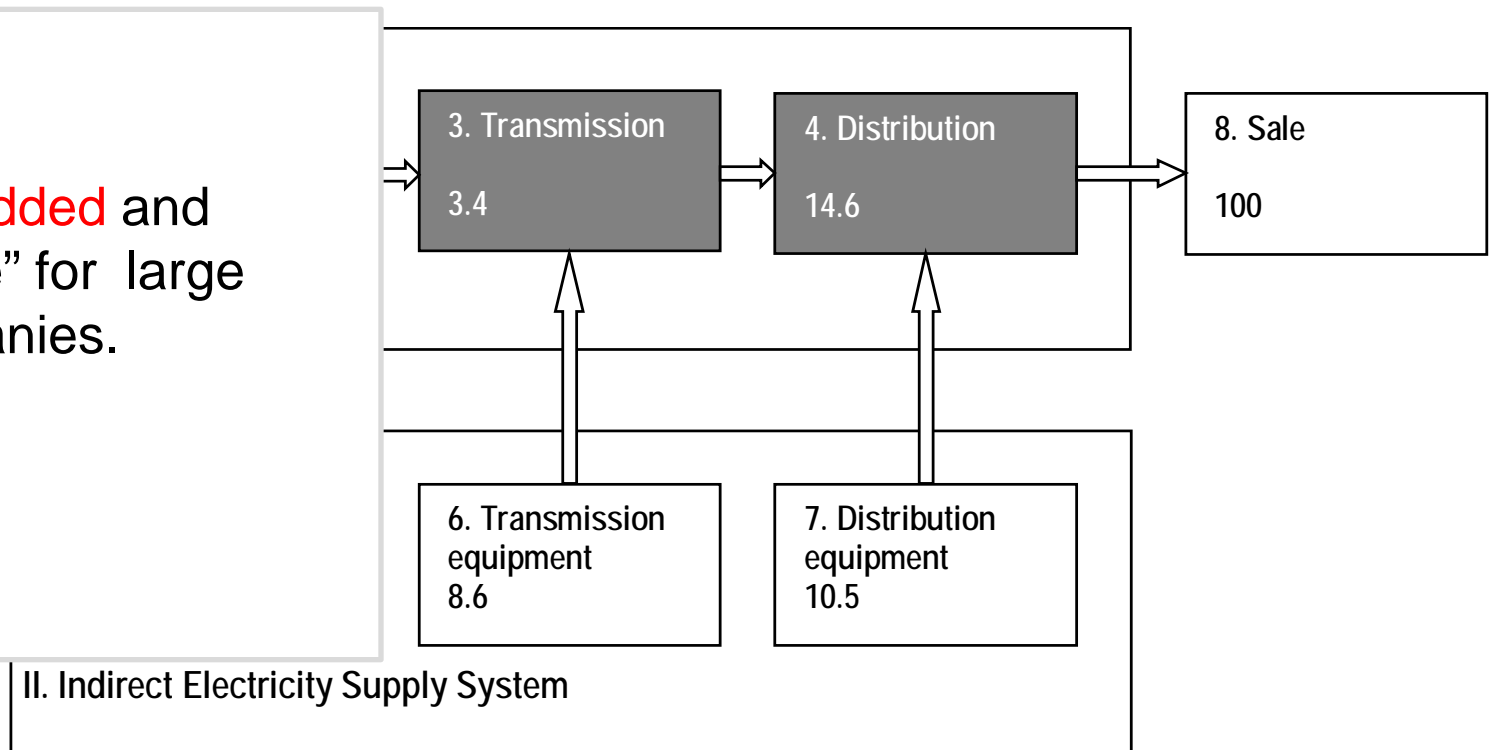 dded and
e” for large
anies.
3. Transmission
3.4
4. Distribution
14.6
8. Sale
100
6. Transmission
equipment
8.6
7. Distribution
equipment
10.5
II. Indirect Electricity Supply System